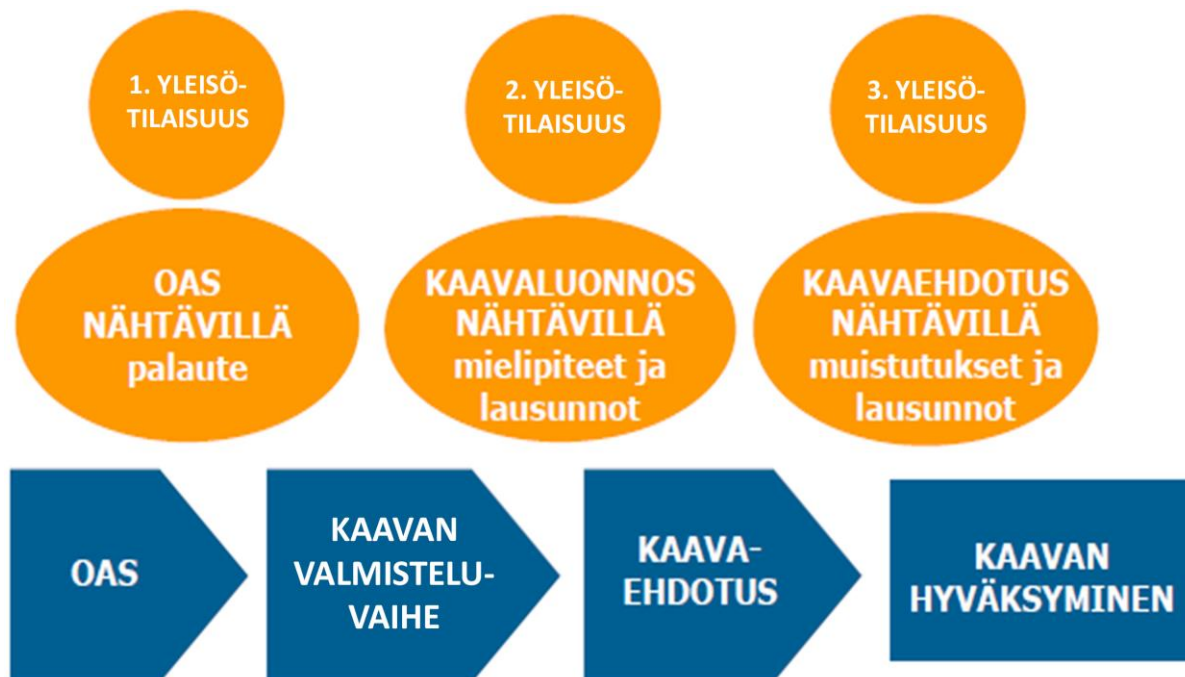 1. YLEISÖ-
TILAISUUS
2. YLEISÖ-
TILAISUUS
3. YLEISÖ-
TILAISUUS
OAS
NÄHTÄVILLÄ
palaute
KAAVALUONNOS
NÄHTÄVILLÄ
mielipiteet ja
lausunnot
KAAVAEHDOTUS
NÄHTÄVILLÄ
muistutukset ja
lausunnot
OAS
KAAVAN
VALMISTELU-
VAIHE
KAAVA-
EHDOTUS
KAAVAN
HYVÄKSYMINEN